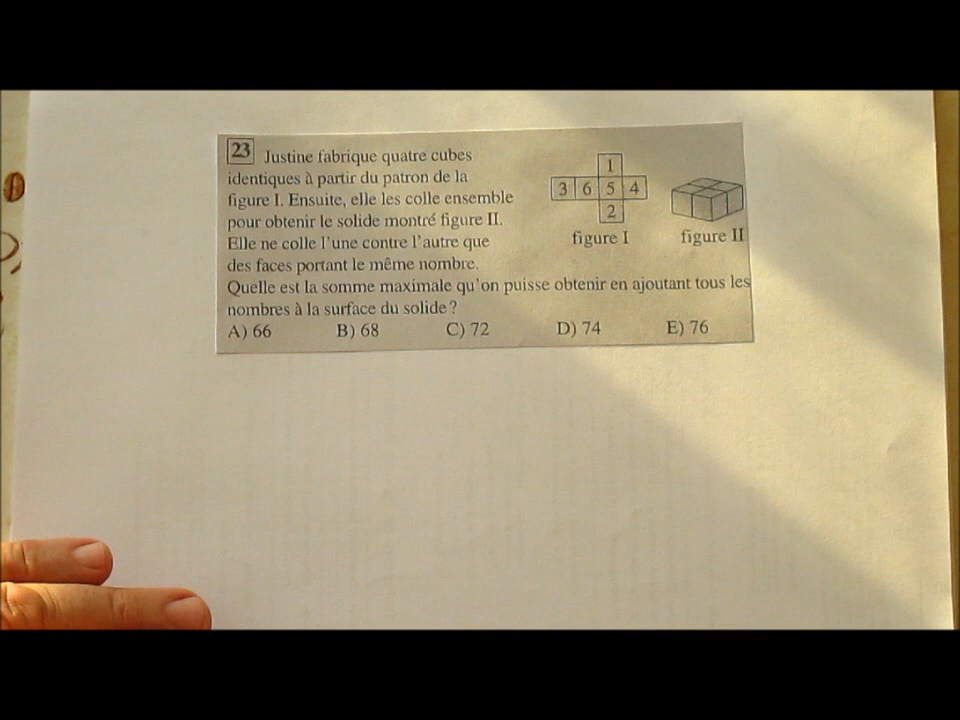 23 Justine fabrique quatre cubes
identiques à partir du patron de la
figure I. Ensuite, elle les colle ensemble
pour obtenir le solide montré figure II.
Elle ne colle l'une contre l'autre que
des faces portant le même nombre.
1
3 6 5 4
2
figure I figure II
Quelle est la somme maximale qu'on puisse obtenir en ajoutant tous les
nombres à la surface du solide ?
A) 66 B) 68 C) 72 D) 74 E) 76